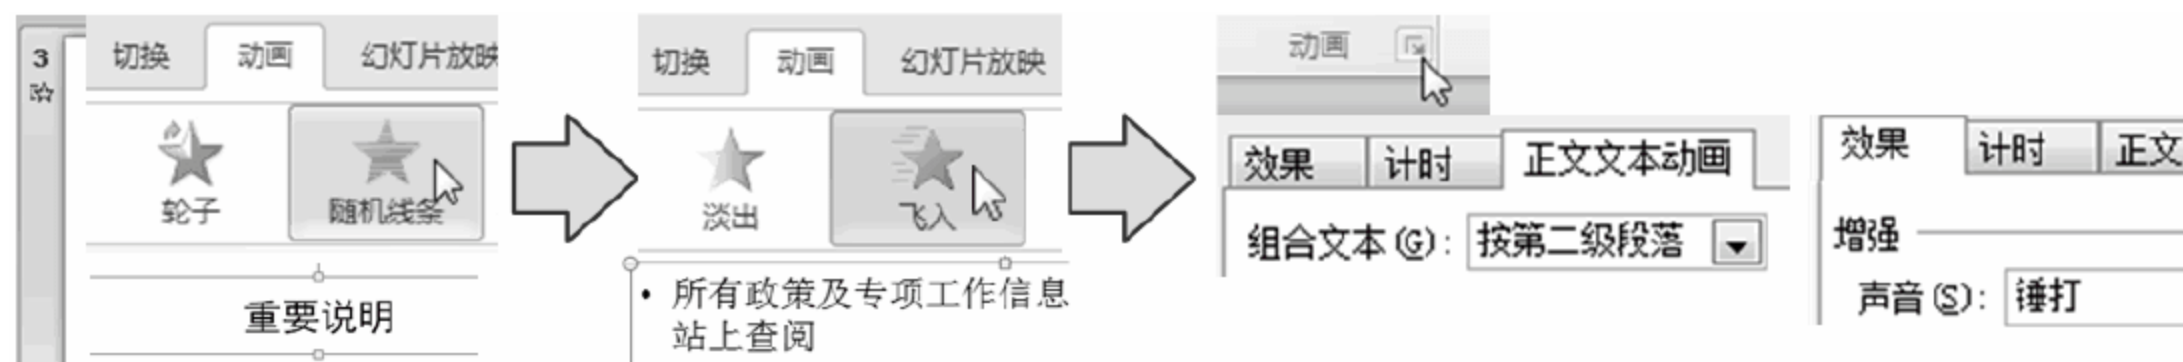 3
切换 动画 幻灯片放映
轮子 随机线条
重要说明
切换 动画 幻灯片放映
淡出 飞入
• 所有政策及专项工作信息
站上查阅
动画
效果 计时 正文文本动画
组合文本(G): 按第二级段落
效果 计时 正文
增强
声音(S): 锤打